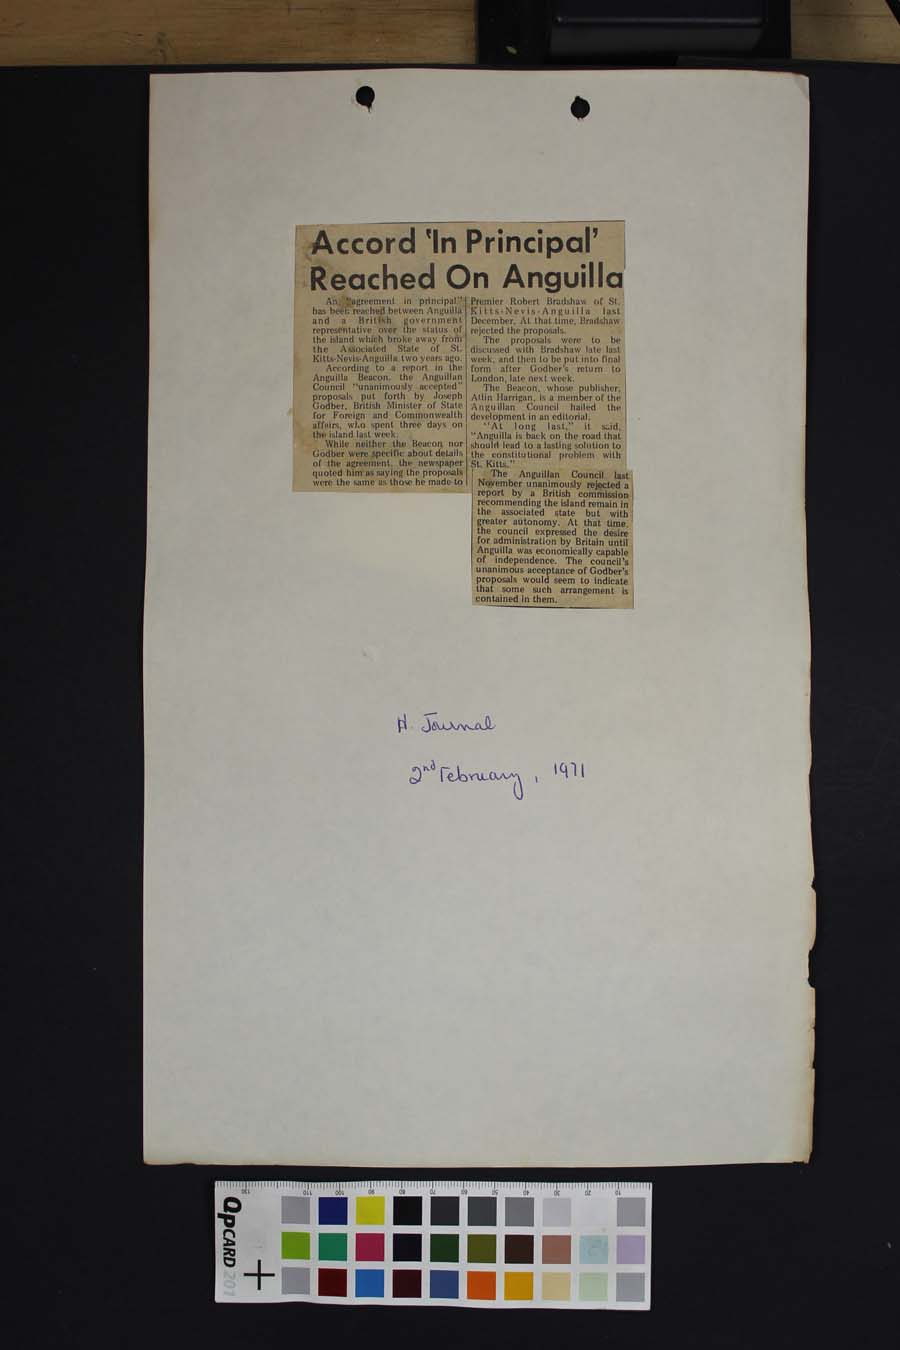 Accord 'In Principal'
Reached On Anguilla
An "agreement in principal"
has been reached between Anguilla
and a British government
representative over the status of
the island which broke away from
the Associated State of St.
Kitts-Nevis-Anguilla two years ago.
According to a report in the
Anguilla Beacon, the Anguillan
Council "unanimously accepted"
proposals put forth by Joseph
Godber, British Minister of State
for Foreign and Commonwealth
affairs, who spent three days on
the island last week.
While neither the Beacon nor
Godber were specific about details
of the agreement, the newspaper
quoted him as saying the proposals
were the same as those he made to
Premier Robert Bradshaw of St.
Kitts-Nevis-Anguilla last
December. At that time, Bradshaw
rejected the proposals.
The proposals were to be
discussed with Bradshaw late last
week, and then to be put into final
form after Godber's return to
London, late next week.
The Beacon, whose publisher,
Atlin Harrigan, is a member of the
Anguillan Council hailed the
development in an editorial.
"At long last," it said,
"Anguilla is back on the road that
should lead to a lasting solution to
the constitutional problem with
St. Kitts."
The Anguillan Council last
November unanimously rejected a
report by a British commission
recommending the island remain in
the associated state but with
greater autonomy. At that time,
the council expressed the desire
for administration by Britain until
Anguilla was economically capable
of independence. The council's
unanimous acceptance of Godber's
proposals would seem to indicate
that some such arrangement is
contained in them.
H. Journal
2nd February, 1971
130 110 100 90 80 70 60 50 40 30 20 10
QPCARD 201